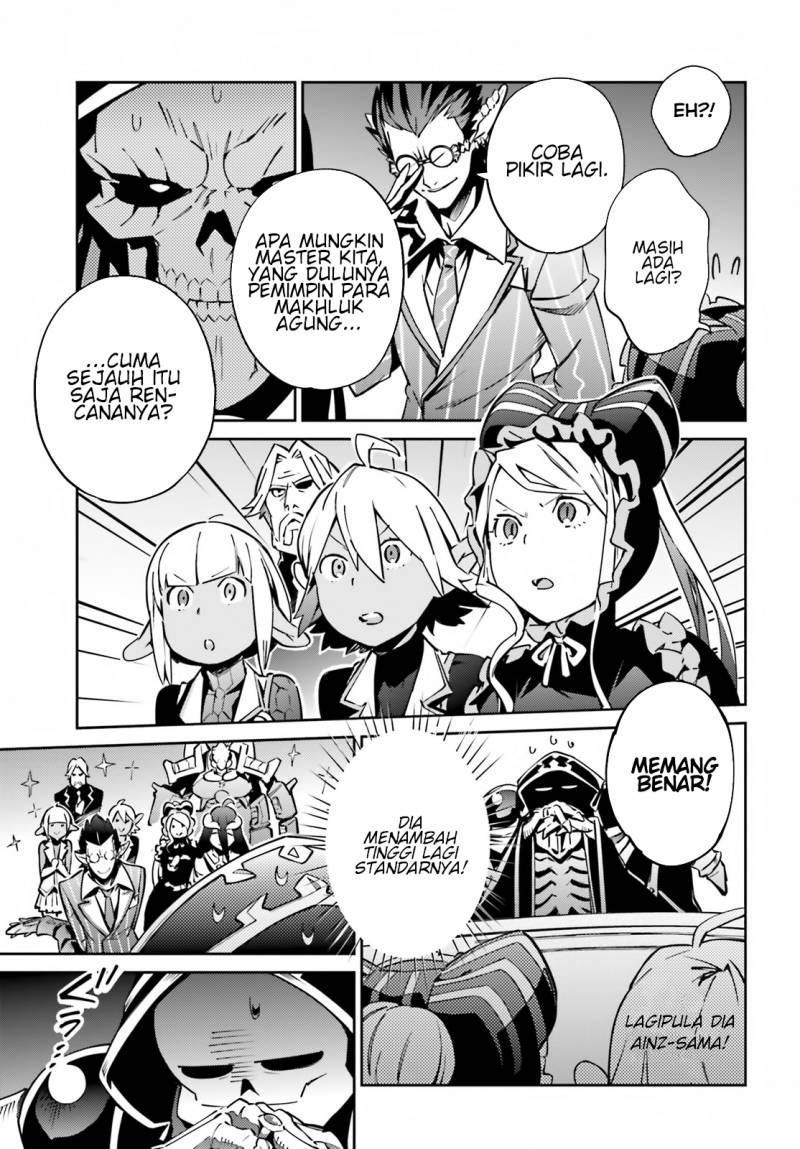 EH?!
MASIH
ADA
LAGI?
COBA
PIKIR LAGI.
APA MUNGKIN
MASTER KITA,
YANG DULUNYA
PEMIMPIN PARA
MAKHLUK
AGUNG...
...CUMA
SEJAUH ITU
SAJA REN-
CANANYA?
MEMANG
BENAR!
DIA
MENAMBAH
TINGGI LAGI
STANDARNYA!
LAGIPULA DIA
AINZ-SAMA!